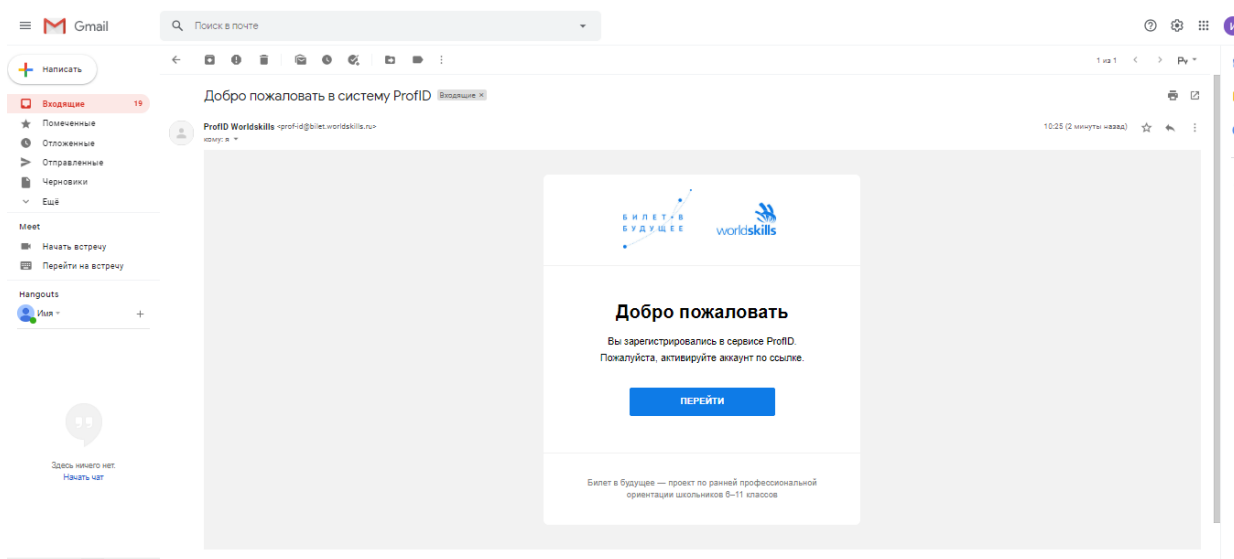 Gmail
Поиск в почте
Написать
1 из 1
Добро пожаловать в систему ProfID Входящие ×
Входящие 19
Помеченные
Отложенные
Отправленные
Черновики
Ещё
ProfID Worldskills <prof-id@bilet.worldskills.ru>
кому: я
10:25 (2 минуты назад)
БИЛЕТ В
БУДУЩЕЕ
worldskills
Meet
Начать встречу
Перейти на встречу
Hangouts
Имя
Добро пожаловать
Вы зарегистрировались в сервисе ProfID.
Пожалуйста, активируйте аккаунт по ссылке.
ПЕРЕЙТИ
Здесь ничего нет.
Начать чат
Билет в будущее — проект по ранней профессиональной
ориентации школьников 6–11 классов